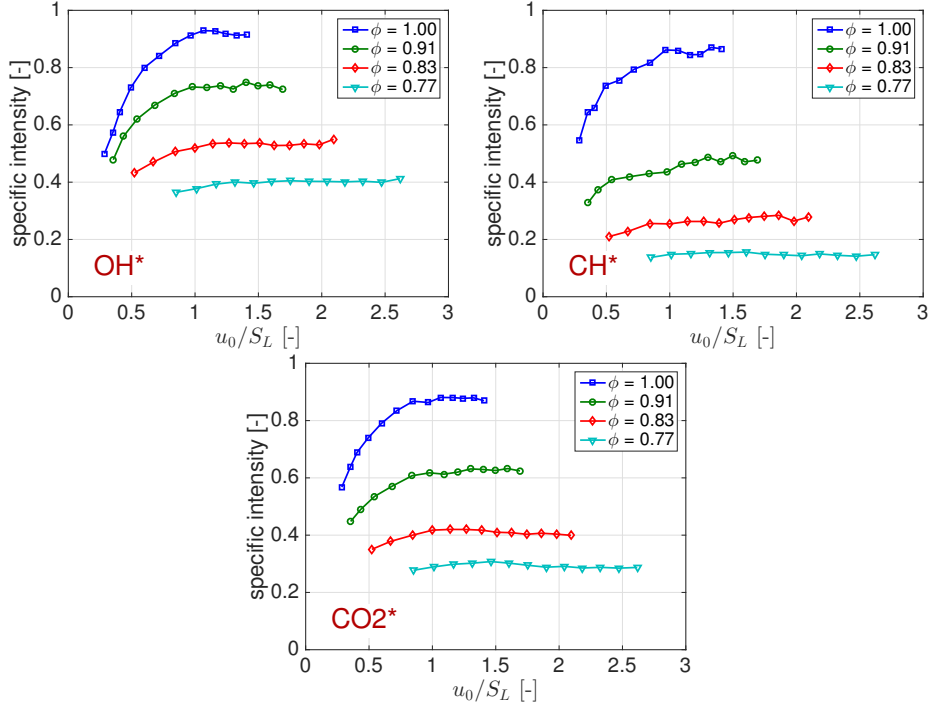 1
0.8
0.6
0.4
0.2
0
specific intensity [-]
ϕ = 1.00
ϕ = 0.91
ϕ = 0.83
ϕ = 0.77
OH*
0 0.5 1 1.5 2 2.5 3
u₀/S_L [-]
1
0.8
0.6
0.4
0.2
0
specific intensity [-]
ϕ = 1.00
ϕ = 0.91
ϕ = 0.83
ϕ = 0.77
CH*
0 0.5 1 1.5 2 2.5 3
u₀/S_L [-]
1
0.8
0.6
0.4
0.2
0
specific intensity [-]
ϕ = 1.00
ϕ = 0.91
ϕ = 0.83
ϕ = 0.77
CO2*
0 0.5 1 1.5 2 2.5 3
u₀/S_L [-]